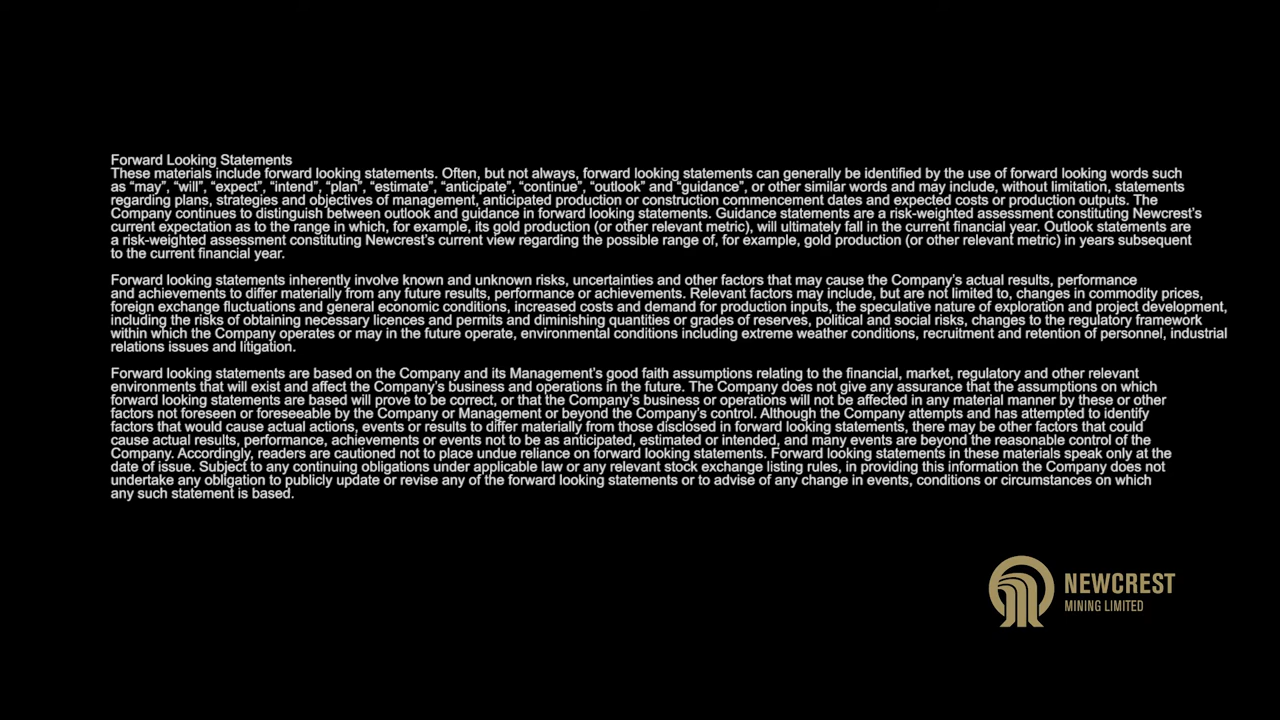 Forward Looking Statements
These materials include forward looking statements. Often, but not always, forward looking statements can generally be identified by the use of forward looking words such
as “may”, “will”, “expect”, “intend”, “plan”, “estimate”, “anticipate”, “continue”, “outlook” and “guidance”, or other similar words and may include, without limitation, statements
regarding plans, strategies and objectives of management, anticipated production or construction commencement dates and expected costs or production outputs. The
Company continues to distinguish between outlook and guidance in forward looking statements. Guidance statements are a risk-weighted assessment constituting Newcrest’s
current expectation as to the range in which, for example, its gold production (or other relevant metric), will ultimately fall in the current financial year. Outlook statements are
a risk-weighted assessment constituting Newcrest’s current view regarding the possible range of, for example, gold production (or other relevant metric) in years subsequent
to the current financial year.
Forward looking statements inherently involve known and unknown risks, uncertainties and other factors that may cause the Company’s actual results, performance
and achievements to differ materially from any future results, performance or achievements. Relevant factors may include, but are not limited to, changes in commodity prices,
foreign exchange fluctuations and general economic conditions, increased costs and demand for production inputs, the speculative nature of exploration and project development,
including the risks of obtaining necessary licences and permits and diminishing quantities or grades of reserves, political and social risks, changes to the regulatory framework
within which the Company operates or may in the future operate, environmental conditions including extreme weather conditions, recruitment and retention of personnel, industrial
relations issues and litigation.
Forward looking statements are based on the Company and its Management’s good faith assumptions relating to the financial, market, regulatory and other relevant
environments that will exist and affect the Company’s business and operations in the future. The Company does not give any assurance that the assumptions on which
forward looking statements are based will prove to be correct, or that the Company’s business or operations will not be affected in any material manner by these or other
factors not foreseen or foreseeable by the Company or Management or beyond the Company’s control. Although the Company attempts and has attempted to identify
factors that would cause actual actions, events or results to differ materially from those disclosed in forward looking statements, there may be other factors that could
cause actual results, performance, achievements or events not to be as anticipated, estimated or intended, and many events are beyond the reasonable control of the
Company. Accordingly, readers are cautioned not to place undue reliance on forward looking statements. Forward looking statements in these materials speak only at the
date of issue. Subject to any continuing obligations under applicable law or any relevant stock exchange listing rules, in providing this information the Company does not
undertake any obligation to publicly update or revise any of the forward looking statements or to advise of any change in events, conditions or circumstances on which
any such statement is based.
NEWCREST
MINING LIMITED